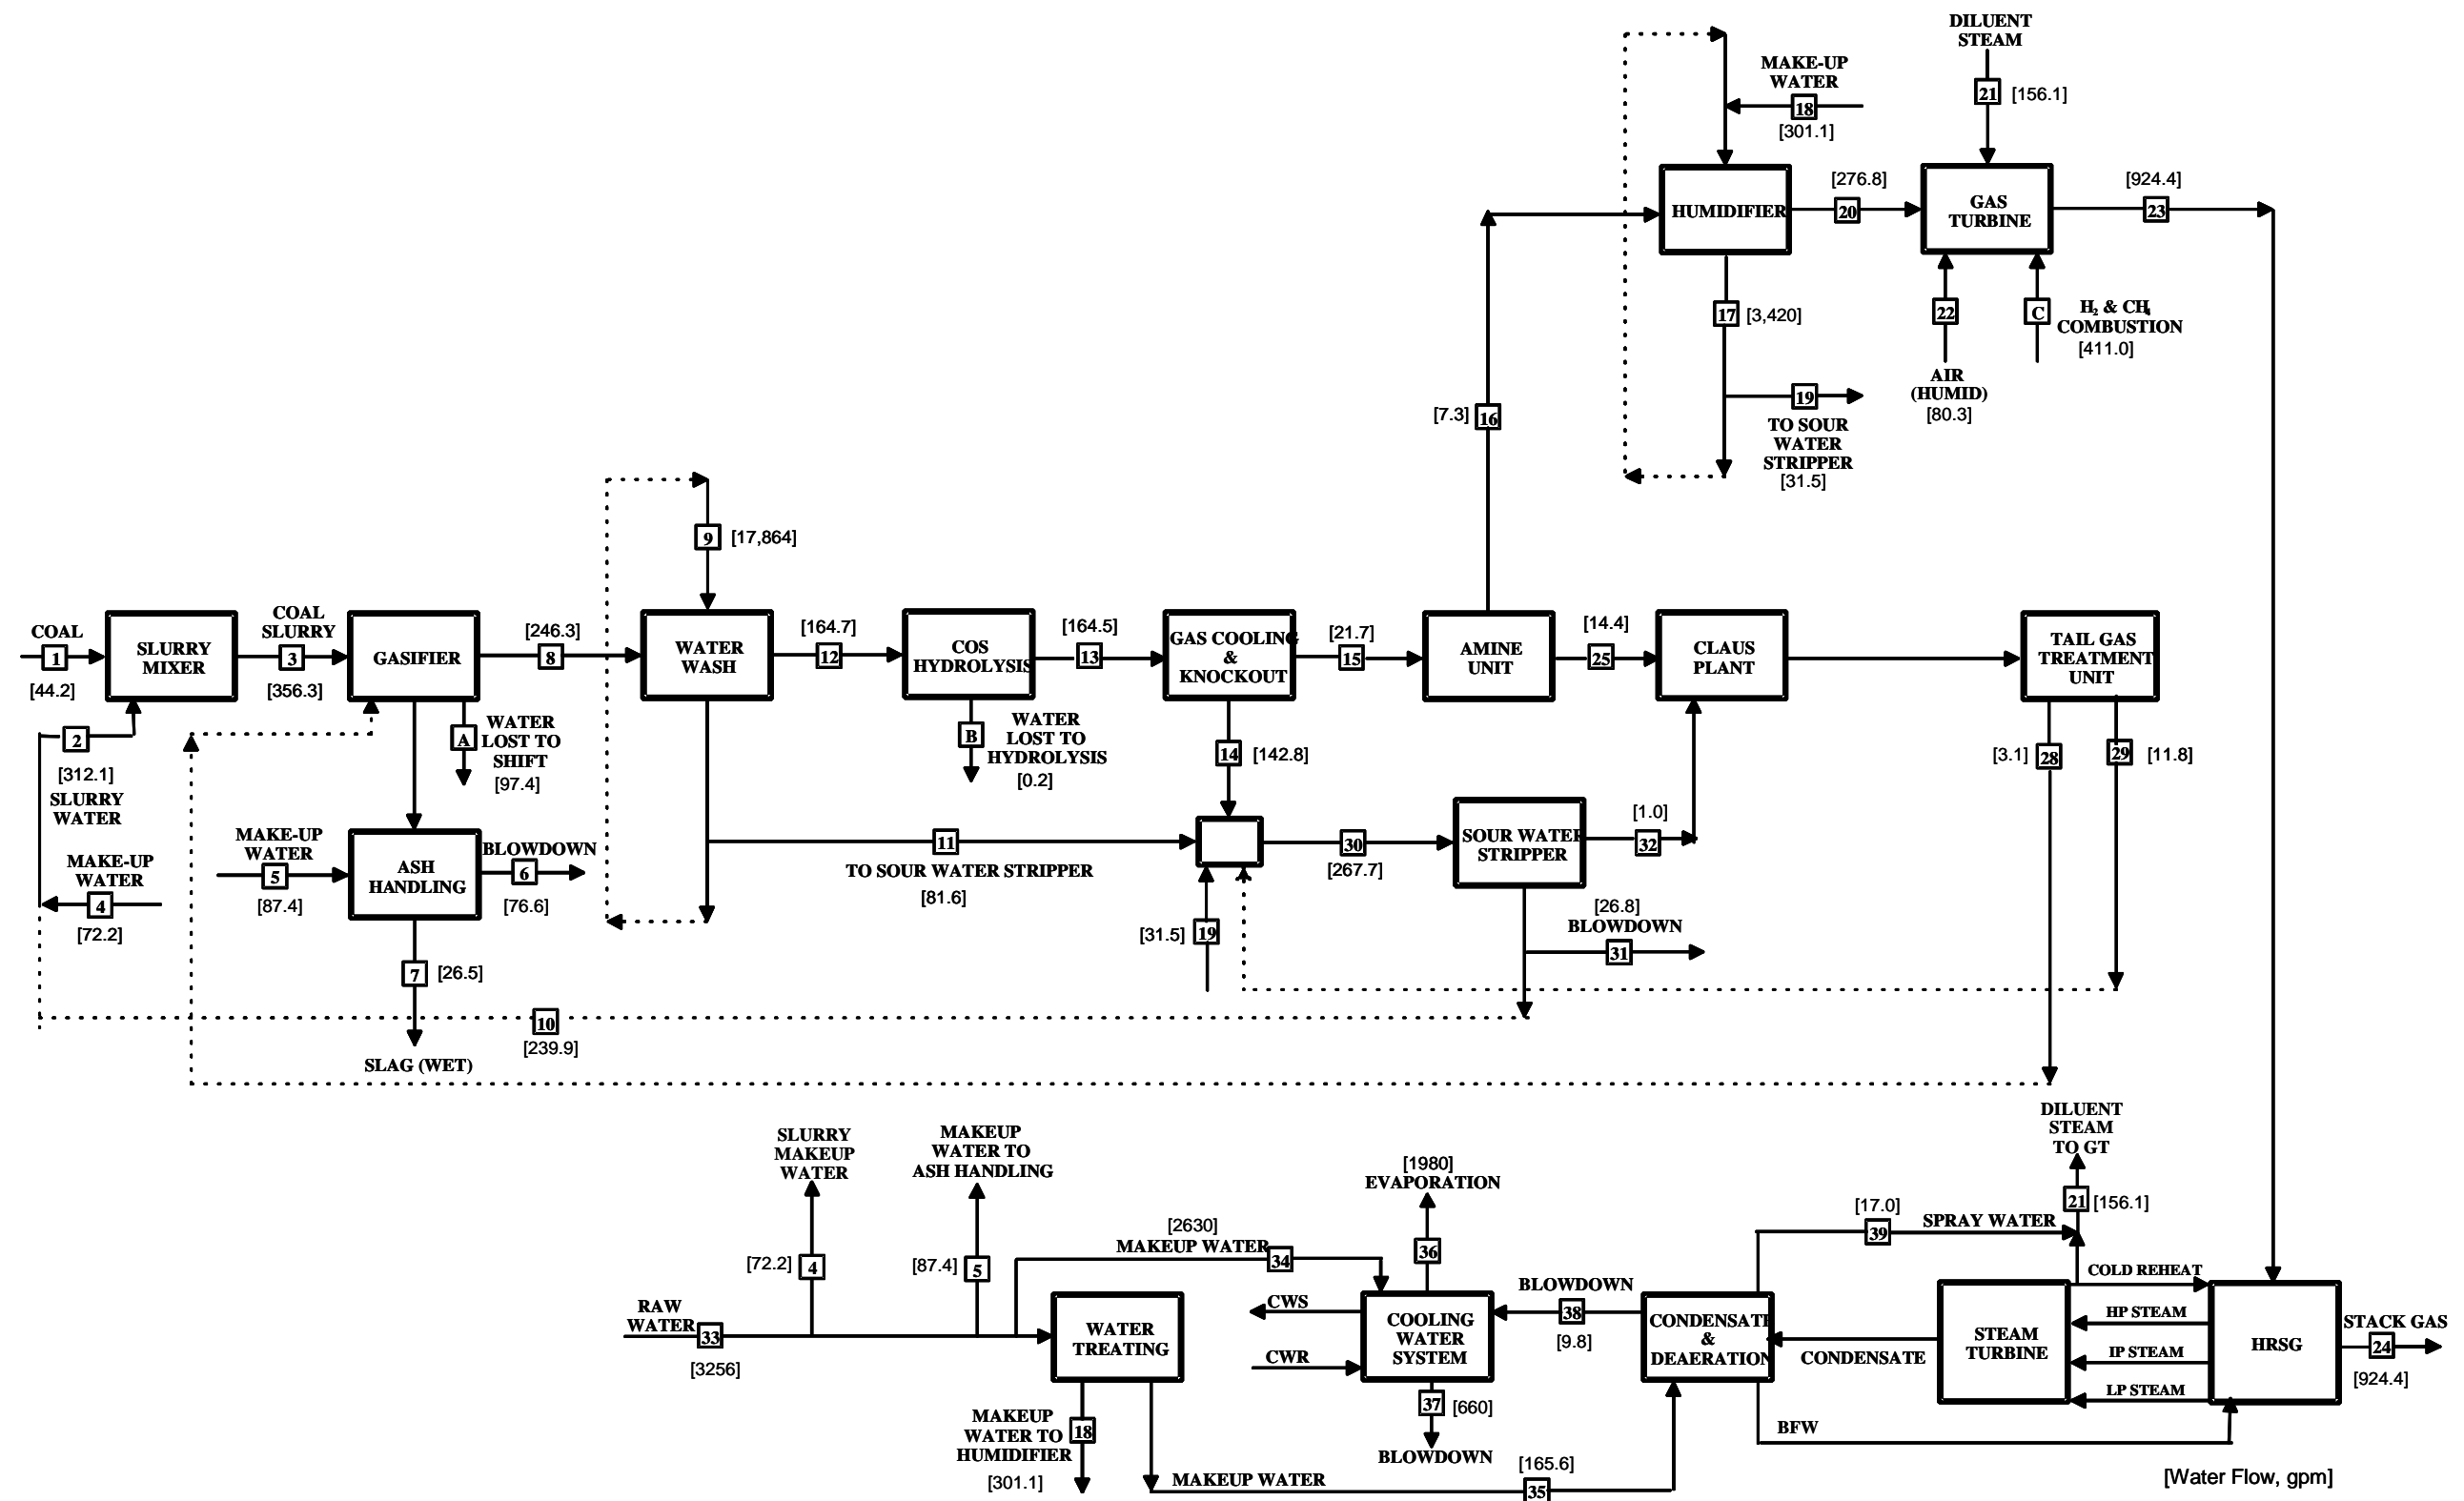 DILUENT
STEAM
21
[156.1]
MAKE-UP
WATER
18
[301.1]
HUMIDIFIER
[276.8]
20
GAS
TURBINE
[924.4]
23
17
[3,420]
22
AIR
(HUMID)
[80.3]
C
H₂ & CH₄
COMBUSTION
[411.0]
19
TO SOUR
WATER
STRIPPER
[31.5]
[7.3]
16
9
[17,864]
COAL
1
[44.2]
SLURRY
MIXER
COAL
SLURRY
3
[356.3]
GASIFIER
[246.3]
8
WATER
WASH
[164.7]
12
COS
HYDROLYSIS
[164.5]
13
GAS COOLING
&
KNOCKOUT
[21.7]
15
AMINE
UNIT
[14.4]
25
CLAUS
PLANT
TAIL GAS
TREATMENT
UNIT
2
[312.1]
SLURRY
WATER
A
WATER
LOST TO
SHIFT
[97.4]
B
WATER
LOST TO
HYDROLYSIS
[0.2]
14
[142.8]
[3.1]
28
29
[11.8]
MAKE-UP
WATER
4
[72.2]
MAKE-UP
WATER
5
[87.4]
ASH
HANDLING
BLOWDOWN
6
[76.6]
11
TO SOUR WATER STRIPPER
[81.6]
30
[267.7]
SOUR WATER
STRIPPER
[1.0]
32
[31.5]
19
[26.8]
BLOWDOWN
31
7
[26.5]
SLAG (WET)
10
[239.9]
SLURRY
MAKEUP
WATER
[72.2]
4
MAKEUP
WATER TO
ASH HANDLING
[87.4]
5
RAW
WATER
33
[3256]
WATER
TREATING
[2630]
MAKEUP WATER
34
[1980]
EVAPORATION
36
CWS
CWR
COOLING
WATER
SYSTEM
37
[660]
BLOWDOWN
BLOWDOWN
38
[9.8]
CONDENSATE
&
DEAERATION
[17.0]
39
SPRAY WATER
DILUENT
STEAM
TO GT
21
[156.1]
COLD REHEAT
HP STEAM
IP STEAM
LP STEAM
CONDENSATE
STEAM
TURBINE
HRSG
STACK GAS
24
[924.4]
BFW
MAKEUP
WATER TO
HUMIDIFIER
18
[301.1]
MAKEUP WATER
[165.6]
35
[Water Flow, gpm]